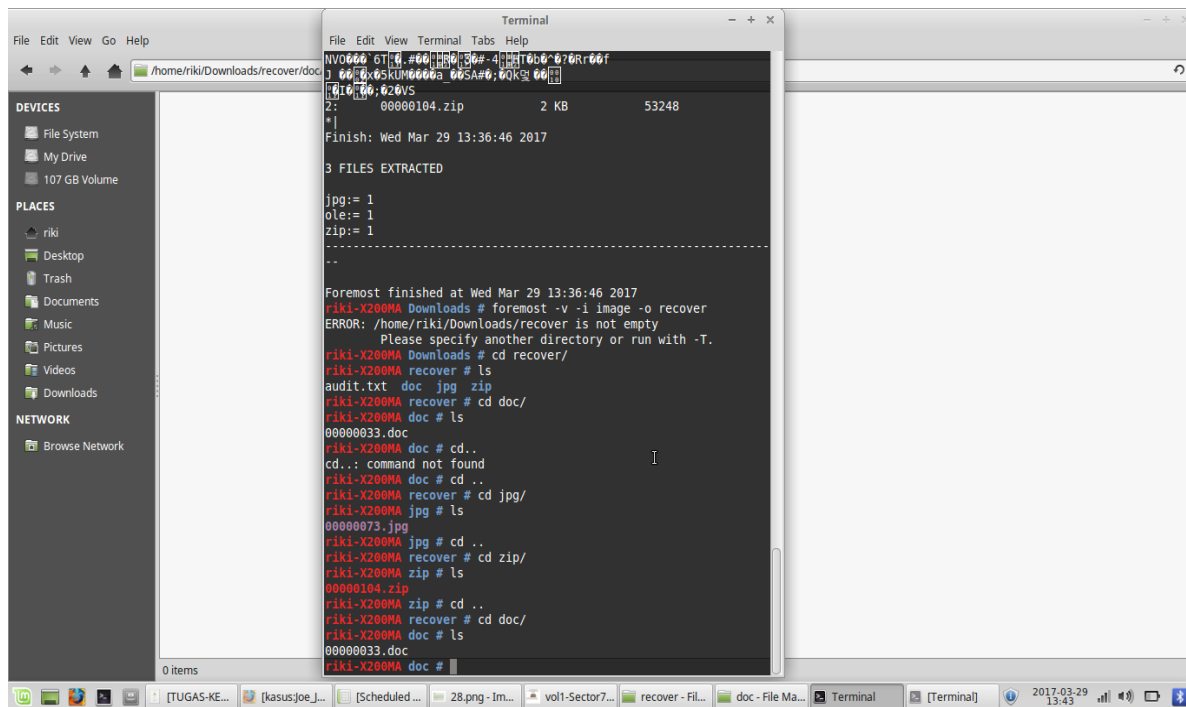 Terminal
File Edit View Go Help
/home/riki/Downloads/recover/doc
DEVICES
File System
My Drive
107 GB Volume
PLACES
riki
Desktop
Trash
Documents
Music
Pictures
Videos
Downloads
NETWORK
Browse Network
0 items
File Edit View Terminal Tabs Help
2: 00000104.zip 2 KB 53248
*|
Finish: Wed Mar 29 13:36:46 2017
3 FILES EXTRACTED
jpg:= 1
ole:= 1
zip:= 1
----------------------------------------------------------------
--
Foremost finished at Wed Mar 29 13:36:46 2017
riki-X200MA Downloads # foremost -v -i image -o recover
ERROR: /home/riki/Downloads/recover is not empty
Please specify another directory or run with -T.
riki-X200MA Downloads # cd recover/
riki-X200MA recover # ls
audit.txt doc jpg zip
riki-X200MA recover # cd doc/
riki-X200MA doc # ls
00000033.doc
riki-X200MA doc # cd..
cd..: command not found
riki-X200MA doc # cd ..
riki-X200MA recover # cd jpg/
riki-X200MA jpg # ls
00000073.jpg
riki-X200MA jpg # cd ..
riki-X200MA recover # cd zip/
riki-X200MA zip # ls
00000104.zip
riki-X200MA zip # cd ..
riki-X200MA recover # cd doc/
riki-X200MA doc # ls
00000033.doc
riki-X200MA doc #
[TUGAS-KE... [kasus:Joe_J... [Scheduled ... 28.png - Im... vol1-Sector7... recover - Fil... doc - File Ma... Terminal [Terminal] 2017-03-29
13:43